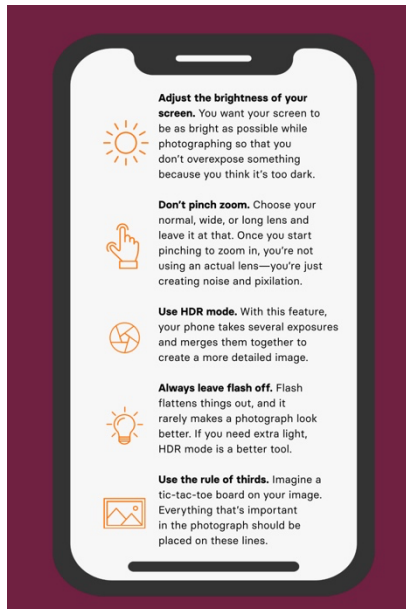 Adjust the brightness of your
screen. You want your screen to
be as bright as possible while
photographing so that you
don’t overexpose something
because you think it’s too dark.
Don’t pinch zoom. Choose your
normal, wide, or long lens and
leave it at that. Once you start
pinching to zoom in, you’re not
using an actual lens—you’re just
creating noise and pixilation.
Use HDR mode. With this feature,
your phone takes several exposures
and merges them together to
create a more detailed image.
Always leave flash off. Flash
flattens things out, and it
rarely makes a photograph look
better. If you need extra light,
HDR mode is a better tool.
Use the rule of thirds. Imagine a
tic-tac-toe board on your image.
Everything that’s important
in the photograph should be
placed on these lines.